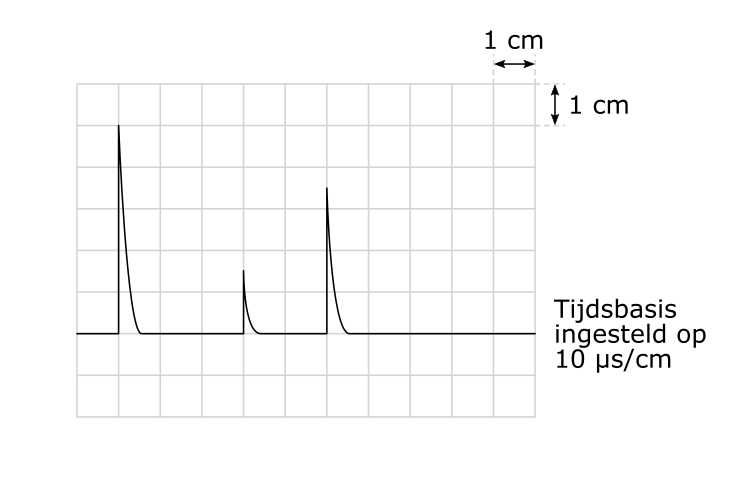 1 cm
1 cm
Tijdsbasis
ingesteld op
10 µs/cm